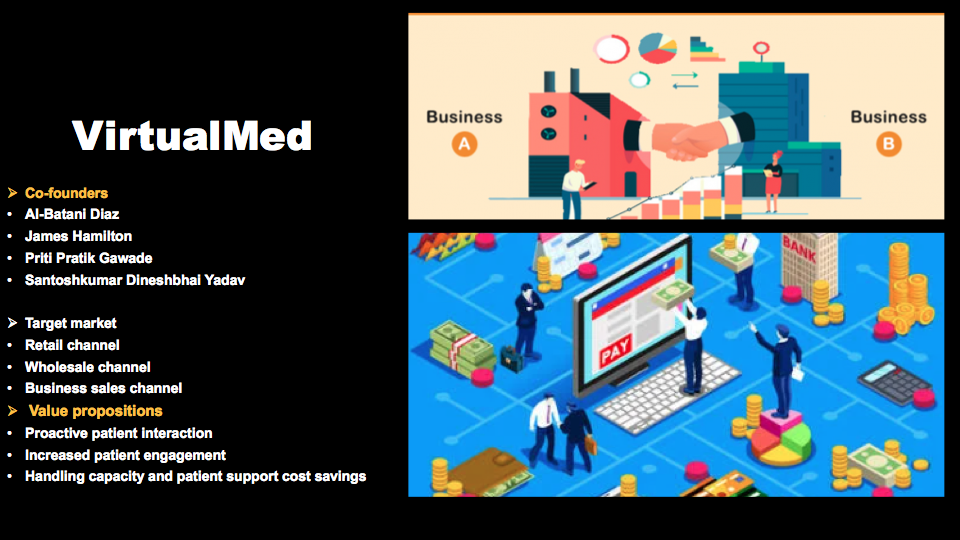 VirtualMed
Co-founders
Al-Batani Diaz
James Hamilton
Priti Pratik Gawade
Santoshkumar Dineshbhai Yadav
Target market
Retail channel
Wholesale channel
Business sales channel
Value propositions
Proactive patient interaction
Increased patient engagement
Handling capacity and patient support cost savings
Business
A
Business
B
BANK
PAY